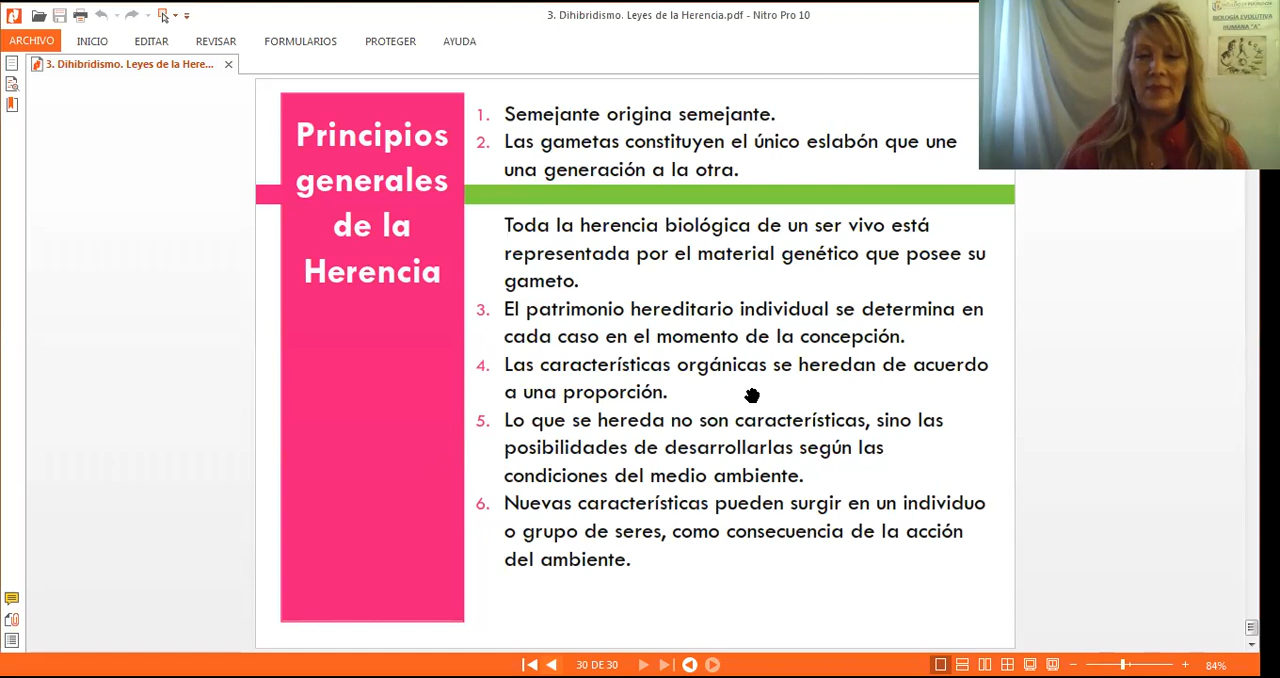 3. Dihibridismo. Leyes de la Herencia.pdf - Nitro Pro 10
ARCHIVO INICIO EDITAR REVISAR FORMULARIOS PROTEGER AYUDA
3. Dihibridismo. Leyes de la Here...
BIOLOGÍA EVOLUTIVA
HUMANA "A"
Principios
generales
de la
Herencia
1. Semejante origina semejante.
2. Las gametas constituyen el único eslabón que une
una generación a la otra.
Toda la herencia biológica de un ser vivo está
representada por el material genético que posee su
gameto.
3. El patrimonio hereditario individual se determina en
cada caso en el momento de la concepción.
4. Las características orgánicas se heredan de acuerdo
a una proporción.
5. Lo que se hereda no son características, sino las
posibilidades de desarrollarlas según las
condiciones del medio ambiente.
6. Nuevas características pueden surgir en un individuo
o grupo de seres, como consecuencia de la acción
del ambiente.
30 DE 30
84%